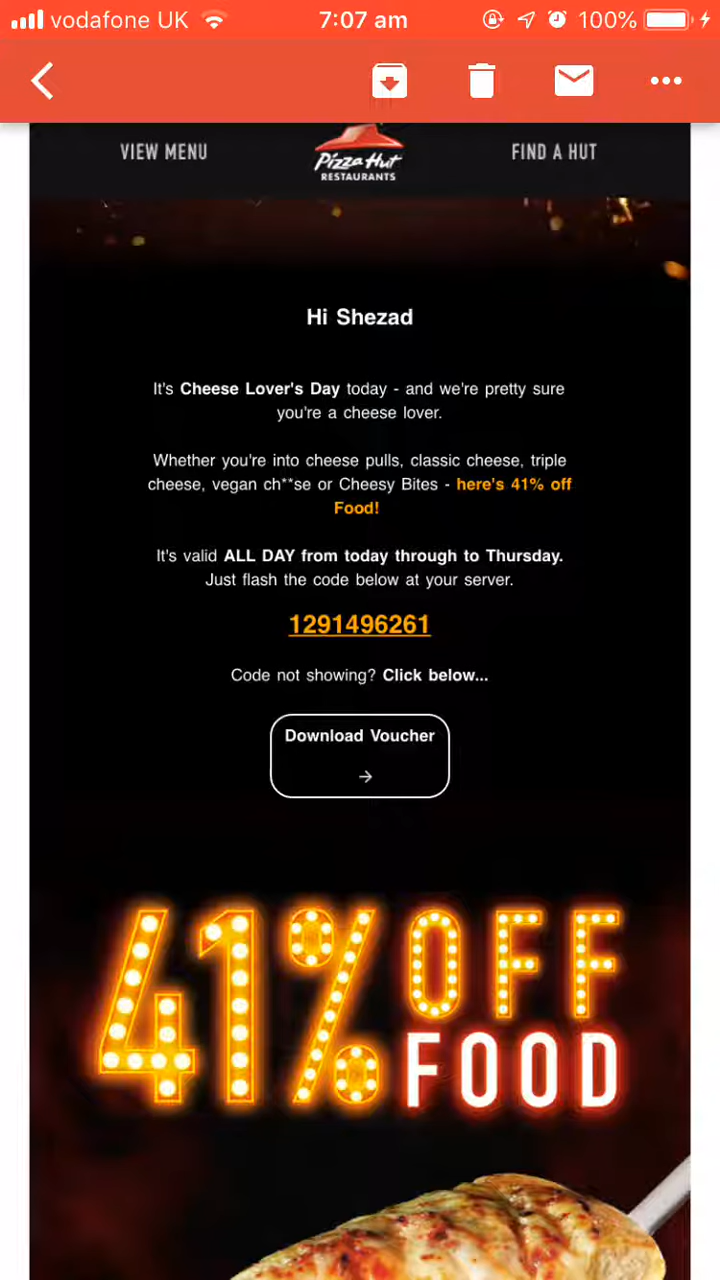 vodafone UK 7:07 am 100%
VIEW MENU Pizza Hut FIND A HUT
RESTAURANTS
Hi Shezad
It's Cheese Lover's Day today - and we're pretty sure
you're a cheese lover.
Whether you're into cheese pulls, classic cheese, triple
cheese, vegan ch**se or Cheesy Bites - here's 41% off
Food!
It's valid ALL DAY from today through to Thursday.
Just flash the code below at your server.
1291496261
Code not showing? Click below...
Download Voucher
→
41% OFF
FOOD